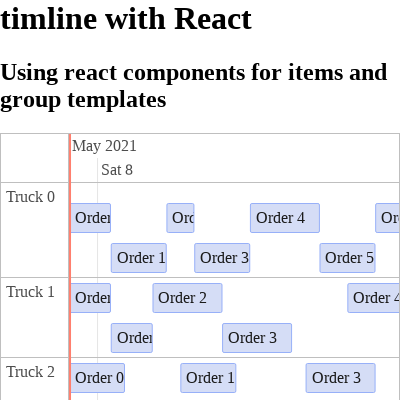 timline with React
Using react components for items and
group templates
May 2021
Sat 8
Truck 0
Order
Order 4
Order 1
Order 3
Order 5
Truck 1
Order
Order 2
Order 4
Order
Order 3
Truck 2
Order 0
Order 1
Order 3